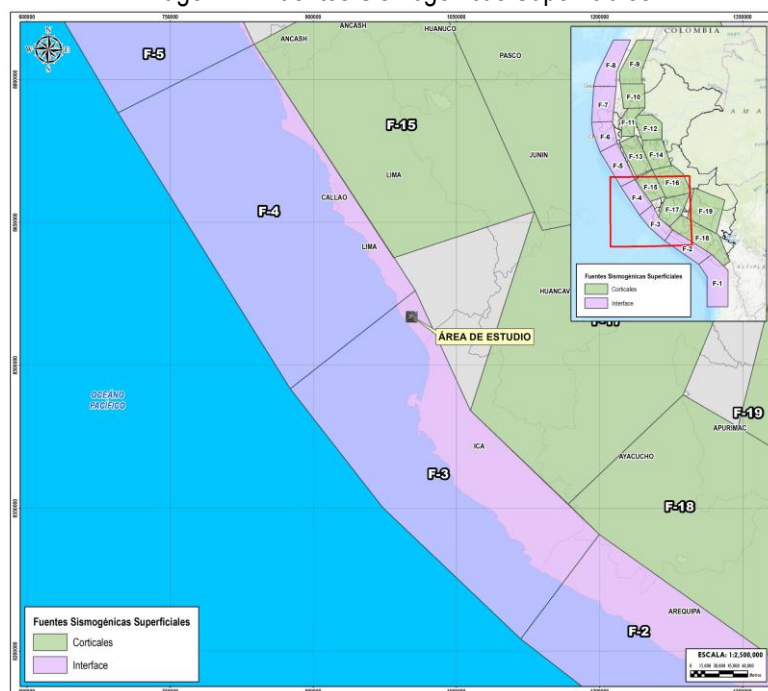 ANCASH
ANCASH
HUANUCO
PASCO
F-5
F-15
JUNIN
LIMA
CALLAO
F-4
LIMA
HUANCAV
ÁREA DE ESTUDIO
OCEÁNO
PACÍFICO
F-19
APURIMAC
ICA
AYACUCHO
F-3
F-18
AREQUIPA
F-2
Fuentes Sismogénicas Superficiales
Corticales
Interface
ESCALA: 1:2,500,000
COLOMBIA
F-8
F-9
F-7
F-10
F-11
F-12
F-6
F-13
F-14
F-5
F-15
F-16
F-4
F-17
F-19
F-3
F-18
F-2
F-1
Fuentes Sismogénicas Superficiales
Corticales
Interface